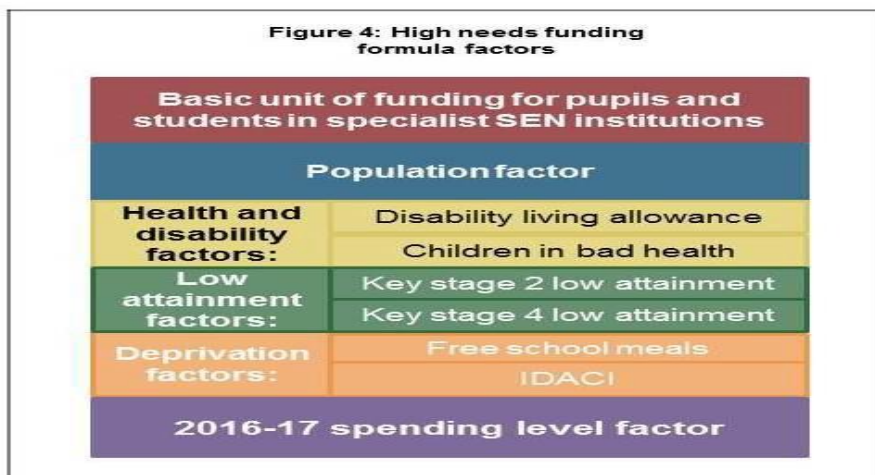 Figure 4: High needs funding
formula factors
Basic unit of funding for pupils and
students in specialist SEN institutions
Population factor
Health and
disability
factors:
Disability living allowance
Children in bad health
Low
attainment
factors:
Key stage 2 low attainment
Key stage 4 low attainment
Deprivation
factors:
Free school meals
IDACI
2016-17 spending level factor